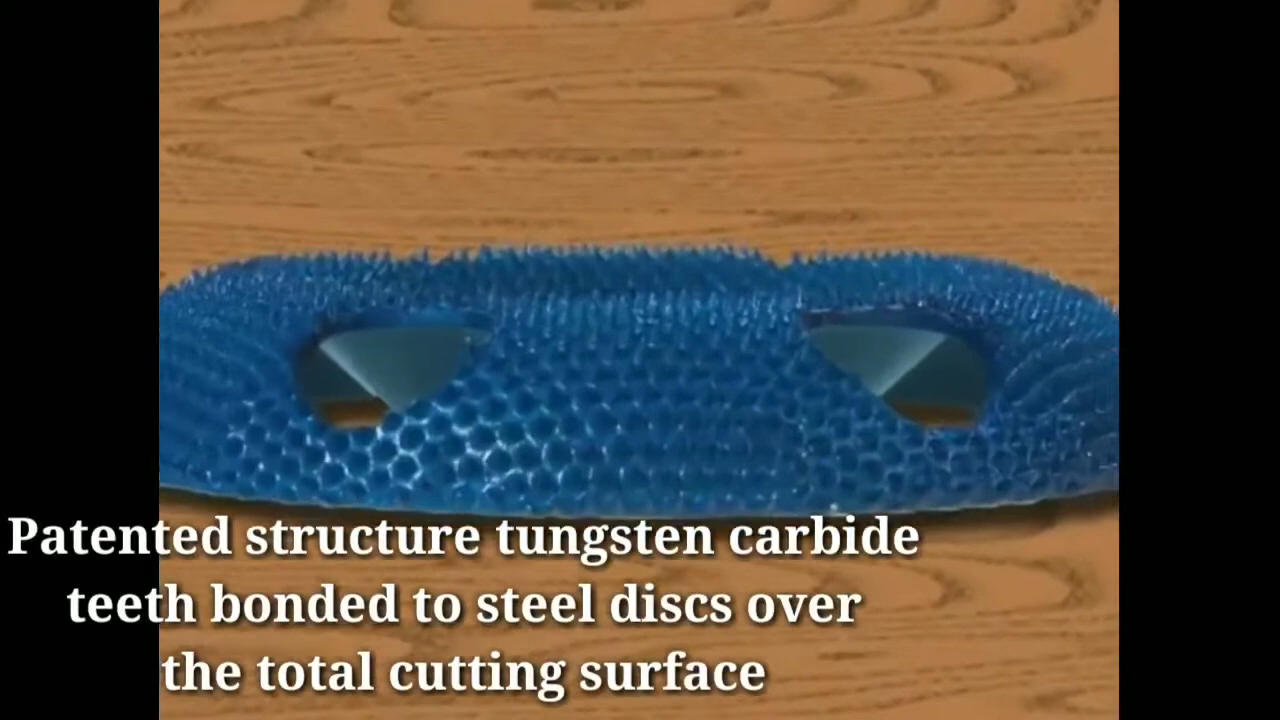 Patented structure tungsten carbide
teeth bonded to steel discs over
the total cutting surface